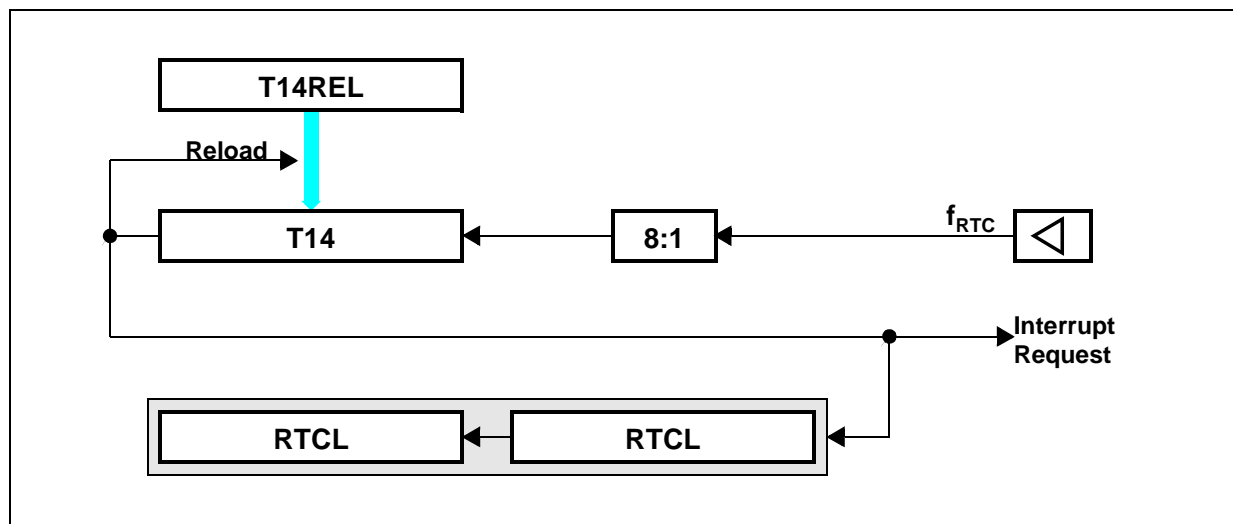 T14REL
Reload
T14
8:1
fRTC
Interrupt
Request
RTCL
RTCL